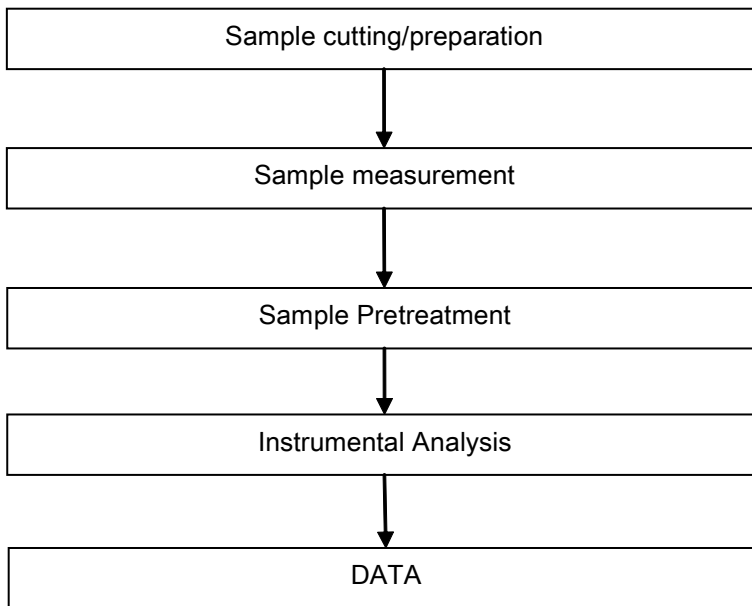 Sample cutting/preparation
Sample measurement
Sample Pretreatment
Instrumental Analysis
DATA